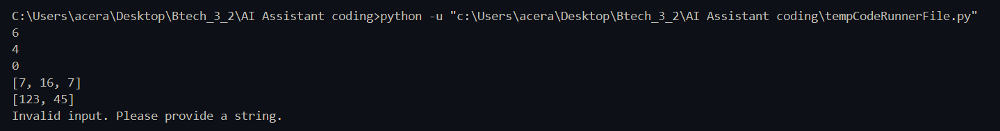 C:\Users\acera\Desktop\Btech_3_2\AI Assistant coding>python -u "c:\Users\acera\Desktop\Btech_3_2\AI Assistant coding\tempCodeRunnerFile.py"
6
4
0
[7, 16, 7]
[123, 45]
Invalid input. Please provide a string.